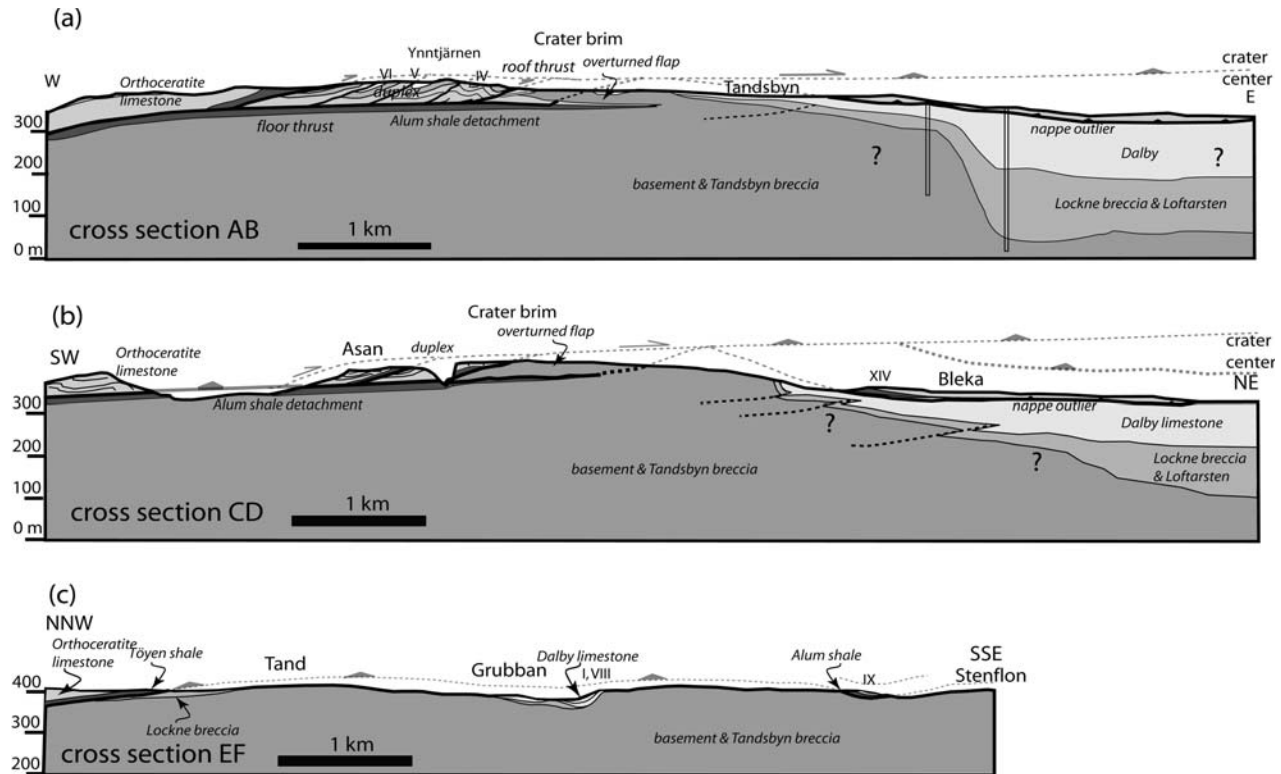 (a)
Ynntjärnen
Crater brim
VI V IV
roof thrust
overturned flap
W
Orthoceratite
limestone
duplex
Tandsbyn
crater
center
E
300
200
100
0 m
floor thrust
Alum shale detachment
nappe outlier
?
Dalby
?
basement & Tandsbyn breccia
Lockne breccia & Loftarsten
cross section AB
1 km
(b)
Crater brim
overturned flap
SW
Orthoceratite
limestone
Asan
duplex
crater
center
NE
XIV
Bleka
300
200
100
0 m
Alum shale detachment
nappe outlier
Dalby limestone
?
?
Lockne breccia
& Loftarsten
basement & Tandsbyn breccia
cross section CD
1 km
(c)
NNW
Orthoceratite
limestone
Töyen shale
Tand
Grubban
Dalby limestone
I, VIII
Alum shale
IX
SSE
Stenflon
400
300
200
Lockne breccia
basement & Tandsbyn breccia
cross section EF
1 km